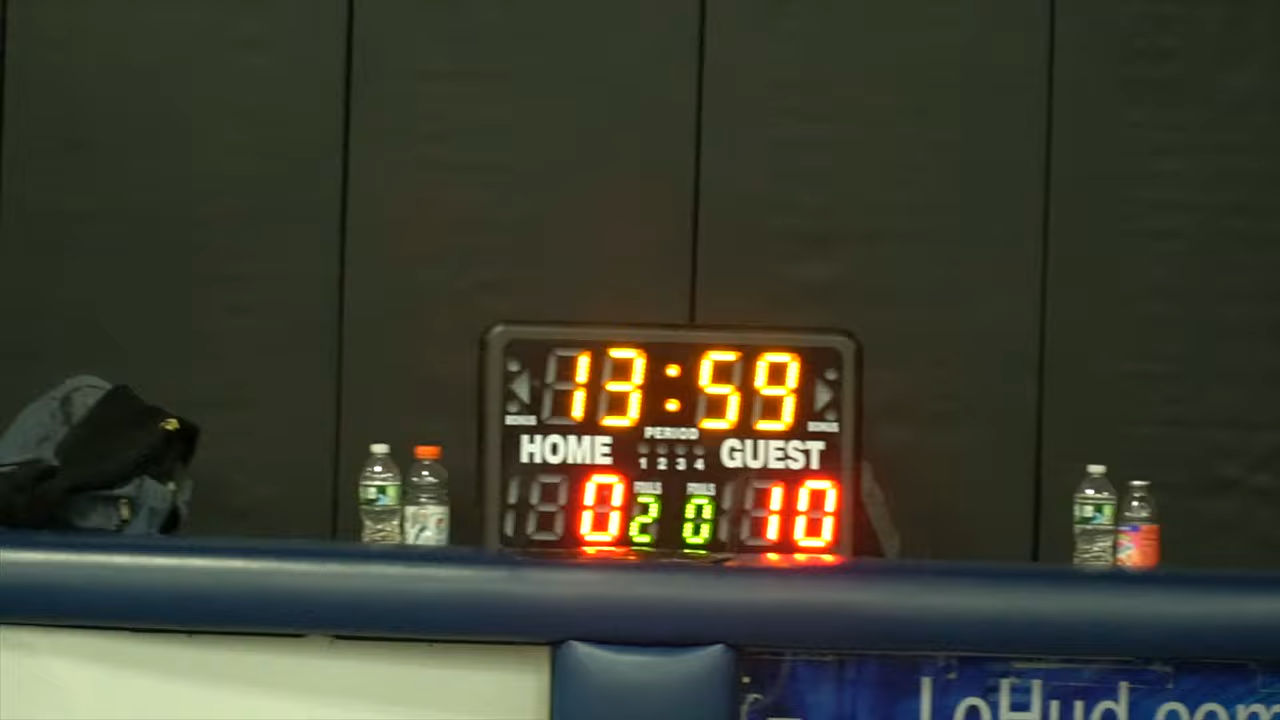 13:59
BONUS PERIOD BONUS
HOME 1 2 3 4 GUEST
FOULS FOULS
0 2 0 10
LoHud.com